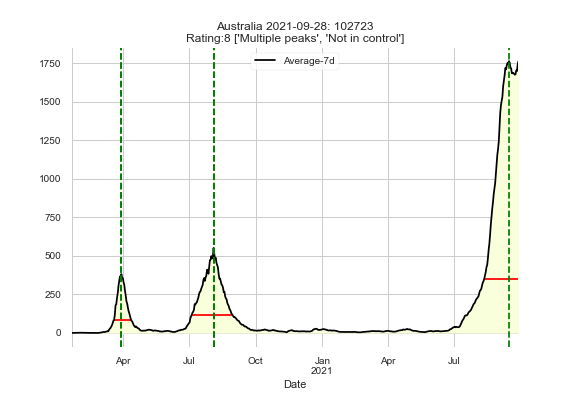 Australia 2021-09-28: 102723
Rating:8 ['Multiple peaks', 'Not in control']
Average-7d
1750
1500
1250
1000
750
500
250
0
Apr Jul Oct Jan Apr Jul
2021
Date